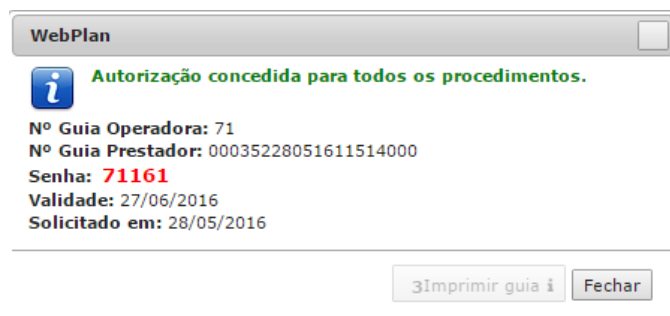 WebPlan
Autorização concedida para todos os procedimentos.
Nº Guia Operadora: 71
Nº Guia Prestador: 00035228051611514000
Senha: 71161
Validade: 27/06/2016
Solicitado em: 28/05/2016
3Imprimir guia i Fechar